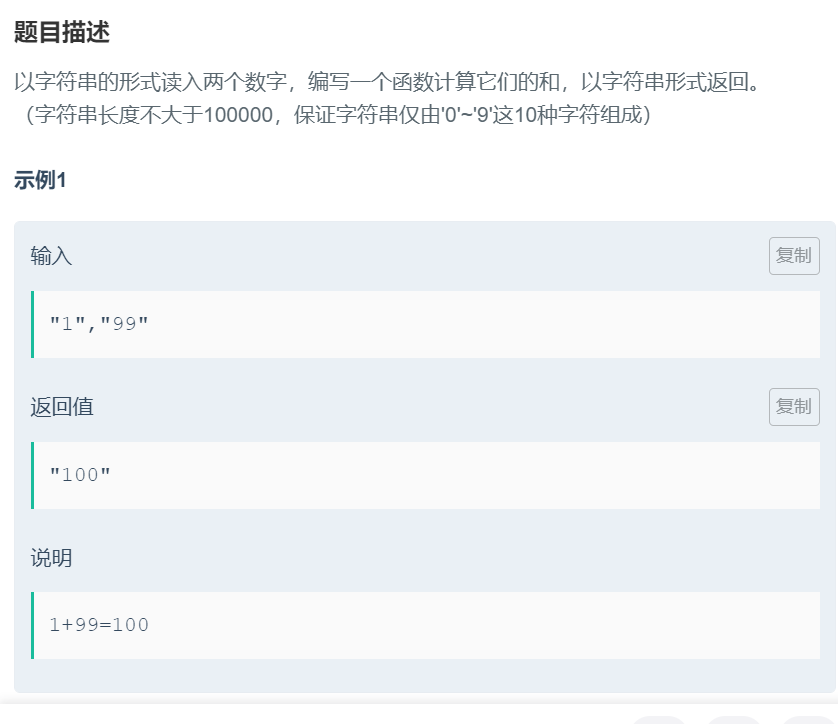 题目描述
以字符串的形式读入两个数字，编写一个函数计算它们的和，以字符串形式返回。
（字符串长度不大于100000，保证字符串仅由'0'~'9'这10种字符组成）
示例1
输入
复制
"1","99"
返回值
复制
"100"
说明
1+99=100